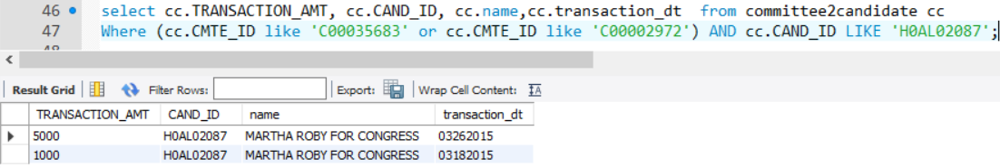 46 select cc.TRANSACTION_AMT, cc.CAND_ID, cc.name,cc.transaction_dt from committee2candidate cc
47 Where (cc.CMTE_ID like 'C00035683' or cc.CMTE_ID like 'C00002972') AND cc.CAND_ID LIKE 'H0AL02087';
48
Result Grid Filter Rows: Export: Wrap Cell Content: IA
TRANSACTION_AMT CAND_ID name transaction_dt
5000 H0AL02087 MARTHA ROBY FOR CONGRESS 03262015
1000 H0AL02087 MARTHA ROBY FOR CONGRESS 03182015